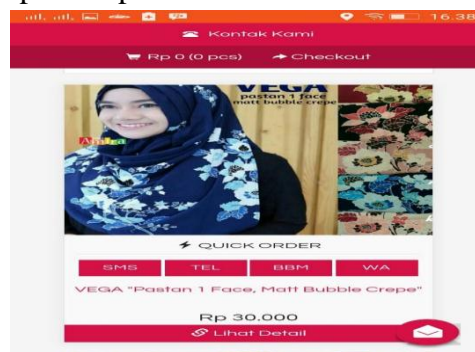 16.38
Kontak Kami
Rp 0 (0 pcs) Checkout
VEGA
pastan 1 face
matt bubble crepe
QUICK ORDER
SMS TEL BBM WA
VEGA "Pastan 1 Face, Matt Bubble Crepe"
Rp 30.000
Lihat Detail